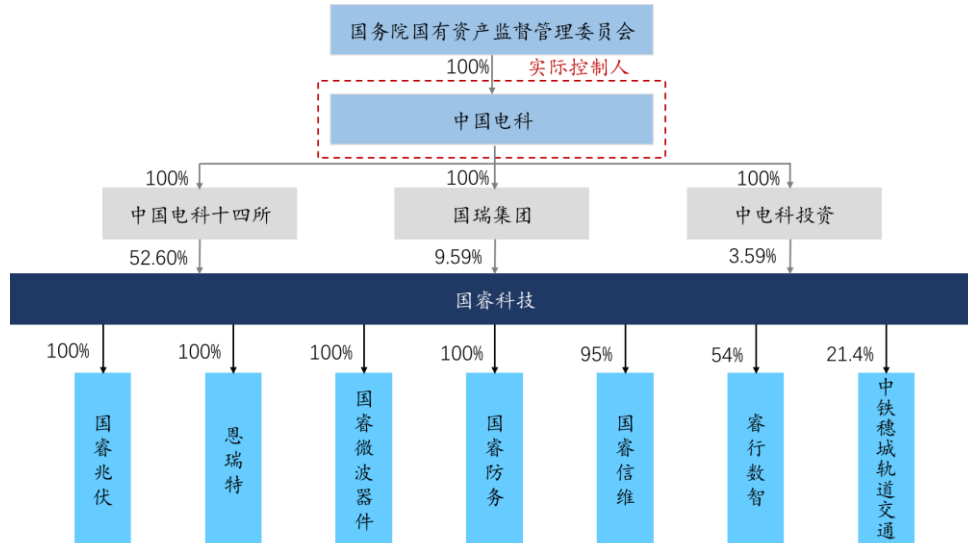 国务院国有资产监督管理委员会
100%
实际控制人
中国电科
100%
100%
100%
中国电科十四所
国瑞集团
中电科投资
52.60%
9.59%
3.59%
国睿科技
100%
100%
100%
100%
95%
54%
21.4%
国睿兆伏
恩瑞特
国睿微波器件
国睿防务
国睿信维
睿行数智
中铁穗城轨道交通